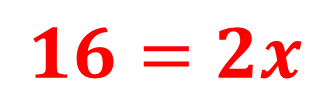 16 = 2x